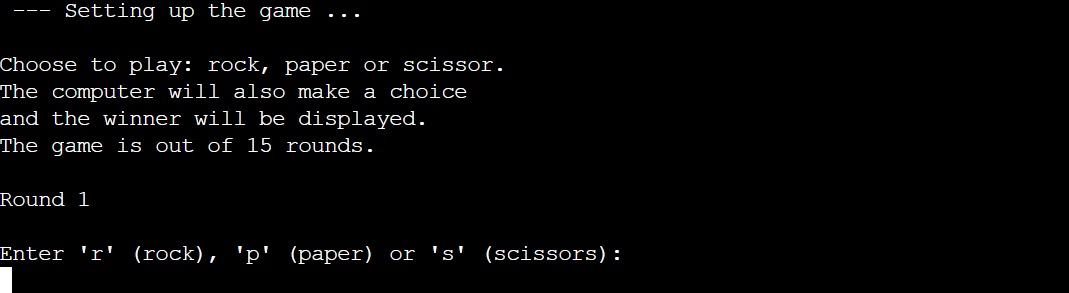 --- Setting up the game ...
Choose to play: rock, paper or scissor.
The computer will also make a choice
and the winner will be displayed.
The game is out of 15 rounds.
Round 1
Enter 'r' (rock), 'p' (paper) or 's' (scissors):